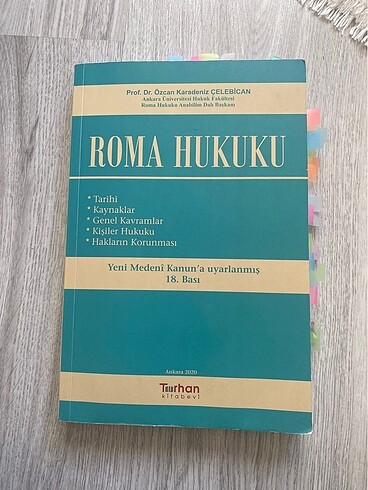 Prof. Dr. Özcan Karadeniz ÇELEBİCAN
Ankara Üniversitesi Hukuk Fakültesi
Roma Hukuku Anabilim Dalı Başkanı
ROMA HUKUKU
* Tarihi
* Kaynaklar
* Genel Kavramlar
* Kişiler Hukuku
* Hakların Korunması
Yeni Medenî Kanun'a uyarlanmış
18. Bası
Ankara 2020
Turhan
kitabevi